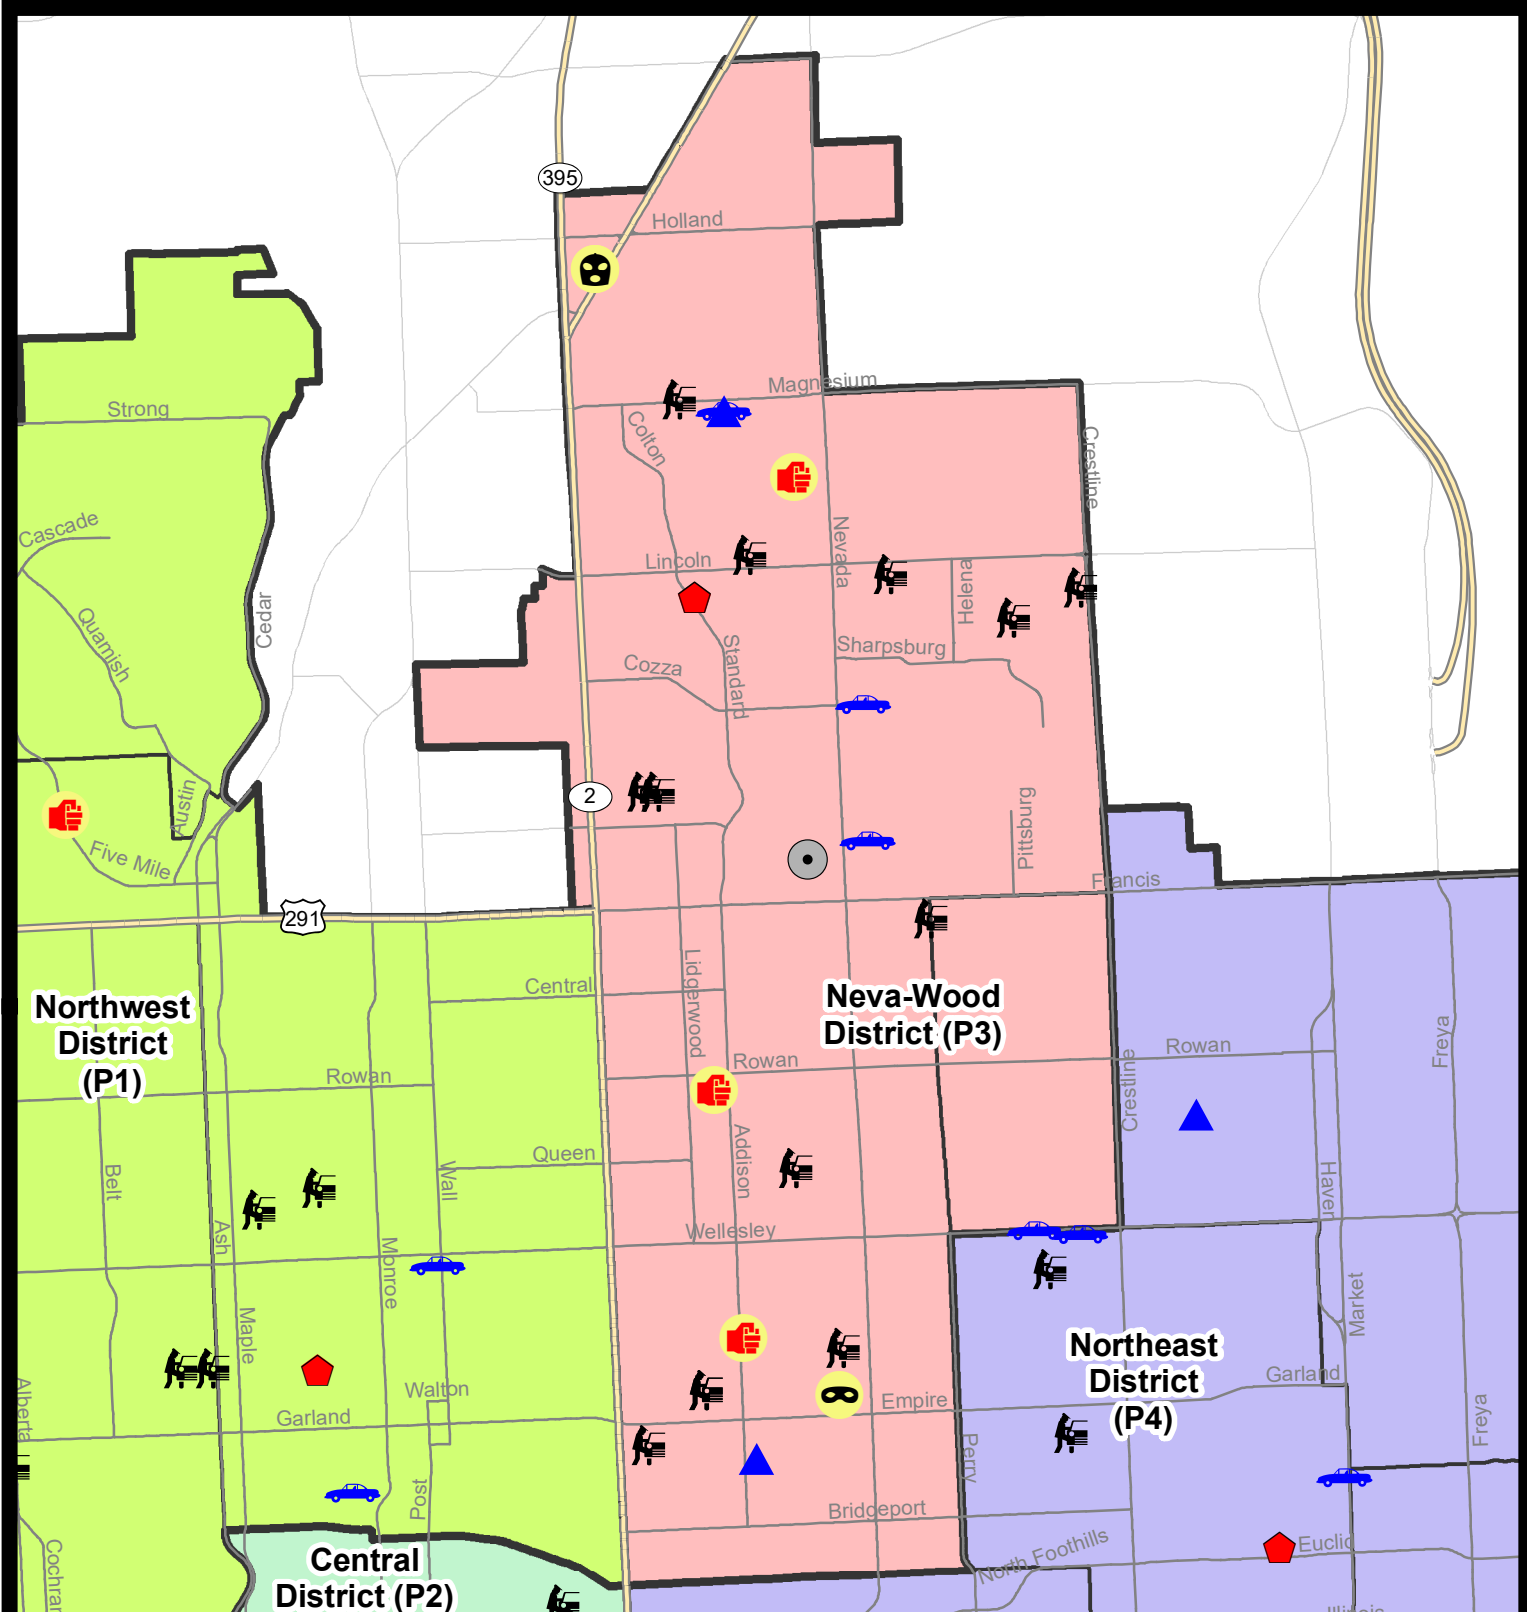 395
Holland
Magnesium
Strong
Colton
Crestline
Cascade
Nevada
Lincoln
Helena
Cedar
Quamish
Standard
Sharpsburg
Cozza
2
Austin
Pittsburg
Five Mile
Francis
291
Lidgerwood
Central
Northwest
District
(P1)
Neva-Wood
District (P3)
Freya
Rowan
Rowan
Rowan
Crestline
Addison
Queen
Wall
Belt
Haven
Ash
Wellesley
Monroe
Market
Maple
Northeast
District
(P4)
Garland
Walton
Alberta
Empire
Garland
Freya
Perry
Post
Bridgeport
North Foothills
Euclid
Cochran
Central
District (P2)
Illinois